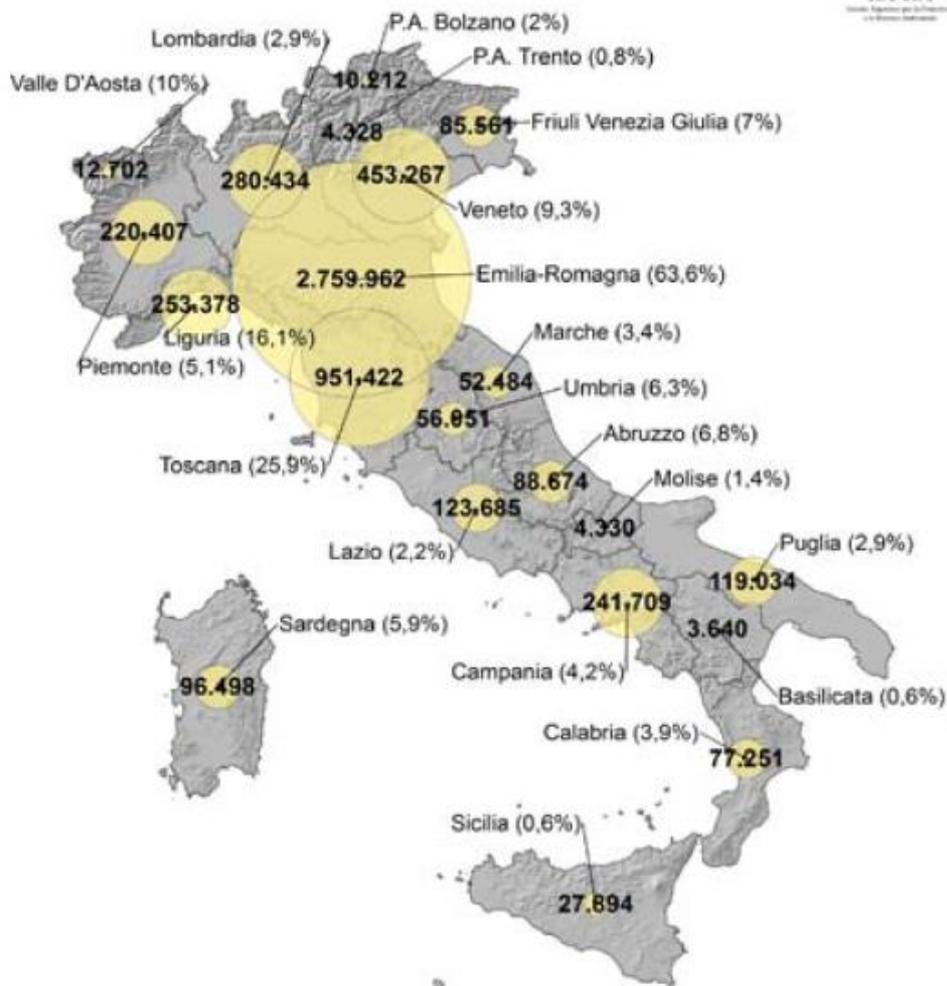 P.A. Bolzano (2%)
Lombardia (2,9%)
P.A. Trento (0,8%)
Valle D'Aosta (10%)
10.212
4.328
85.561
Friuli Venezia Giulia (7%)
12.702
280.434
453.267
Veneto (9,3%)
220.407
2.759.962
Emilia-Romagna (63,6%)
253.378
Liguria (16,1%)
Marche (3,4%)
Piemonte (5,1%)
951.422
52.484
Umbria (6,3%)
56.051
Abruzzo (6,8%)
Toscana (25,9%)
88.674
Molise (1,4%)
123.685
4.330
Lazio (2,2%)
Puglia (2,9%)
119.034
241.709
3.640
Sardegna (5,9%)
96.498
Campania (4,2%)
Basilicata (0,6%)
Calabria (3,9%)
77.251
Sicilia (0,6%)
27.894